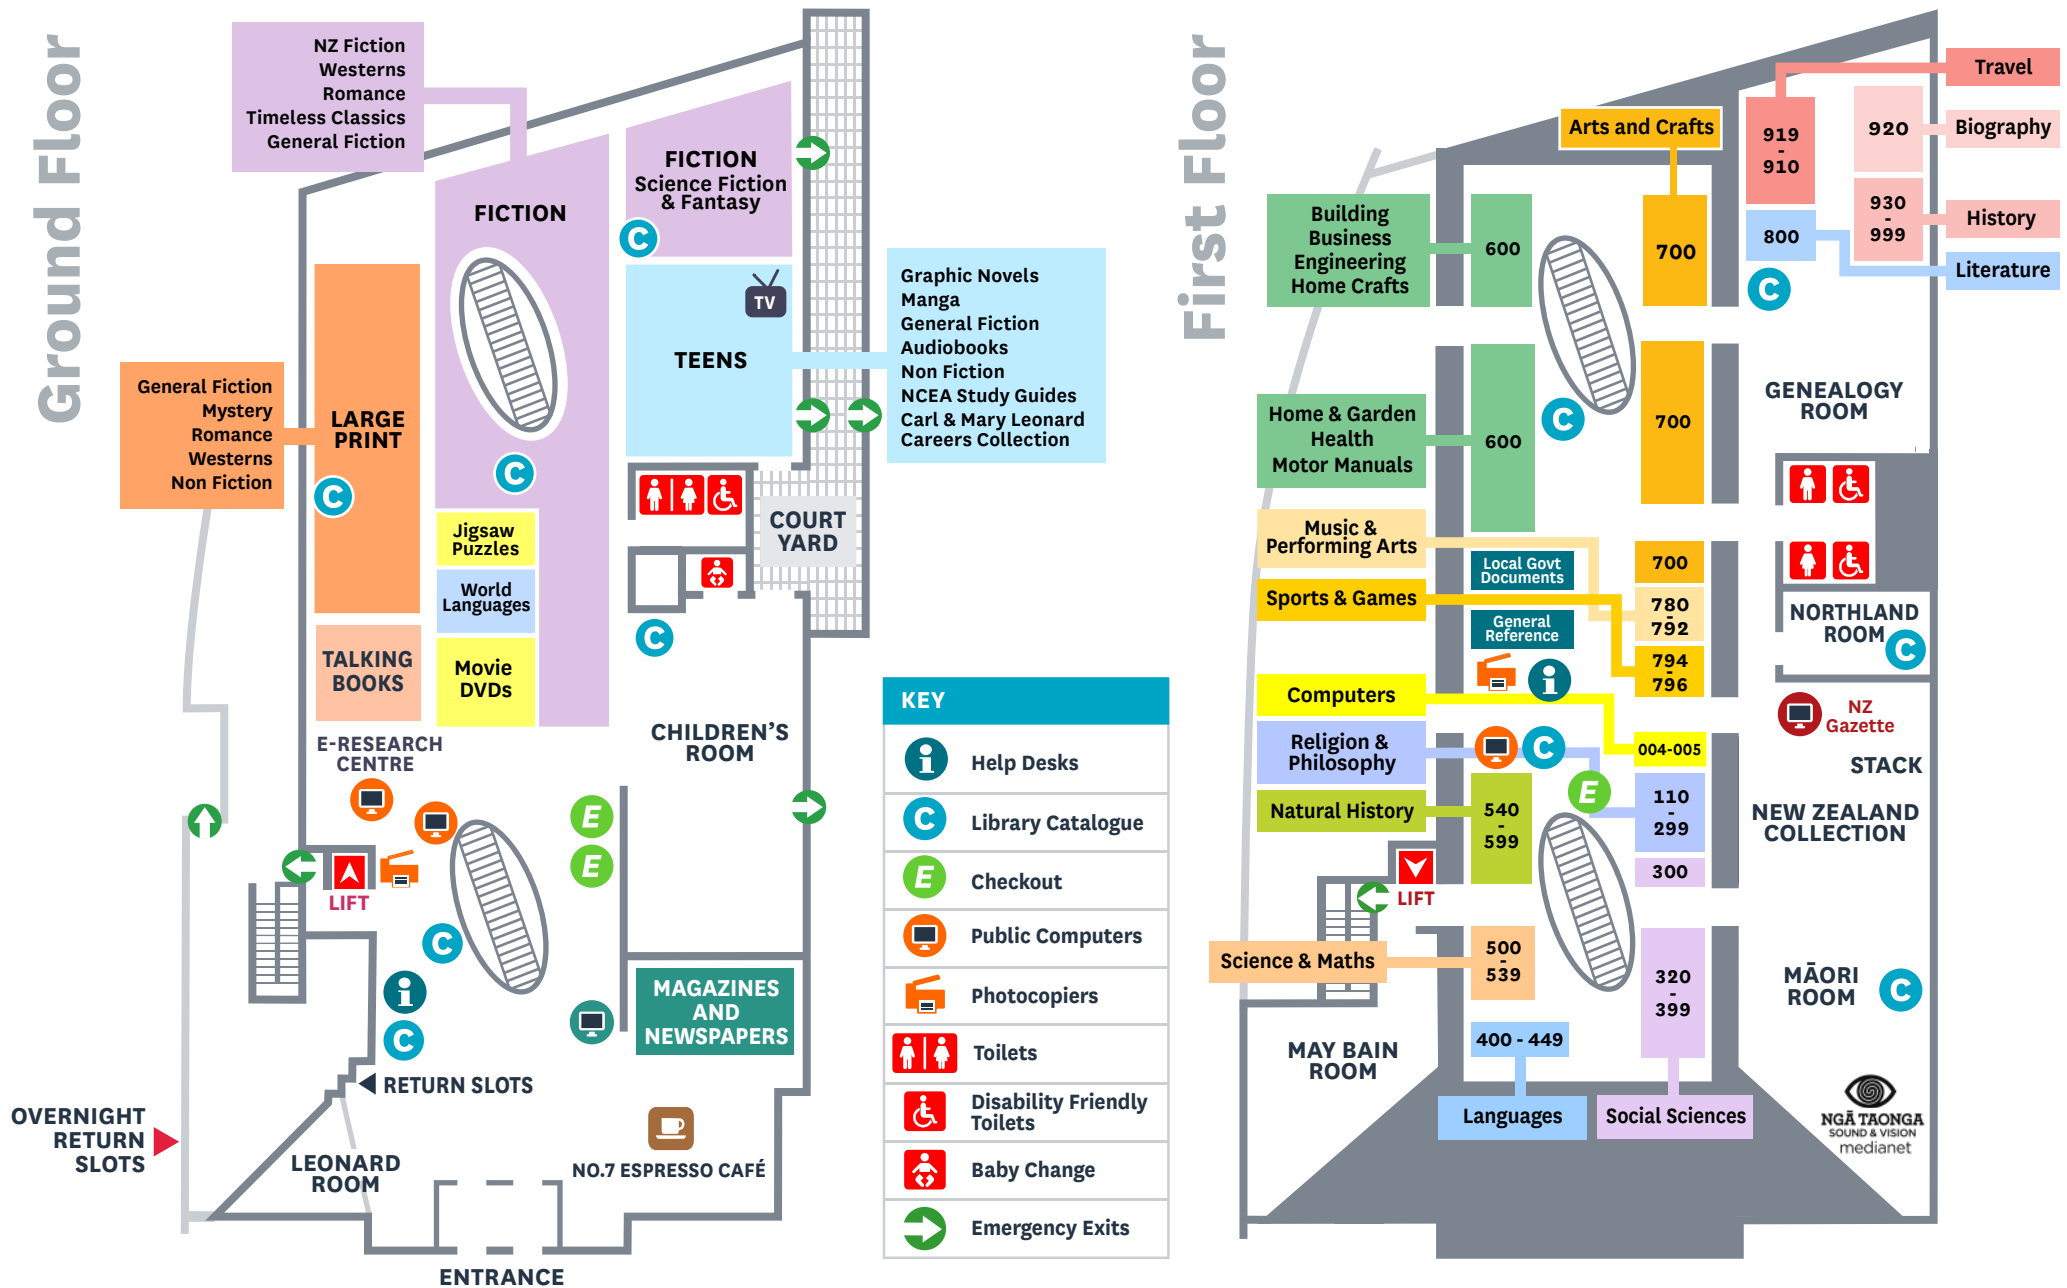 Ground Floor
NZ Fiction
Westerns
Romance
Timeless Classics
General Fiction
FICTION
FICTION
Science Fiction
& Fantasy
C
TV
TEENS
Graphic Novels
Manga
General Fiction
Audiobooks
Non Fiction
NCEA Study Guides
Carl & Mary Leonard
Careers Collection
General Fiction
Mystery
Romance
Westerns
Non Fiction
LARGE
PRINT
C
C
Jigsaw
Puzzles
World
Languages
Movie
DVDs
TALKING
BOOKS
COURT
YARD
C
CHILDREN'S
ROOM
E-RESEARCH
CENTRE
E
E
LIFT
C
i
C
MAGAZINES
AND
NEWSPAPERS
RETURN SLOTS
OVERNIGHT
RETURN
SLOTS
LEONARD
ROOM
NO.7 ESPRESSO CAFÉ
ENTRANCE
KEY
i Help Desks
C Library Catalogue
E Checkout
Public Computers
Photocopiers
Toilets
Disability Friendly
Toilets
Baby Change
Emergency Exits
First Floor
Travel
Biography
History
Literature
919
-
910
920
930
-
999
800
C
Arts and Crafts
Building
Business
Engineering
Home Crafts
600
700
GENEALOGY
ROOM
Home & Garden
Health
Motor Manuals
600
C
700
Music &
Performing Arts
Local Govt
Documents
700
Sports & Games
General
Reference
780
-
792
NORTHLAND
ROOM
C
i
794
-
796
Computers
NZ
Gazette
Religion &
Philosophy
C
004-005
STACK
E
Natural History
540
-
599
110
-
299
NEW ZEALAND
COLLECTION
300
LIFT
Science & Maths
500
-
539
320
-
399
MĀORI
ROOM
C
400 - 449
MAY BAIN
ROOM
Languages
Social Sciences
NGĀ TAONGA
SOUND & VISION
medianet